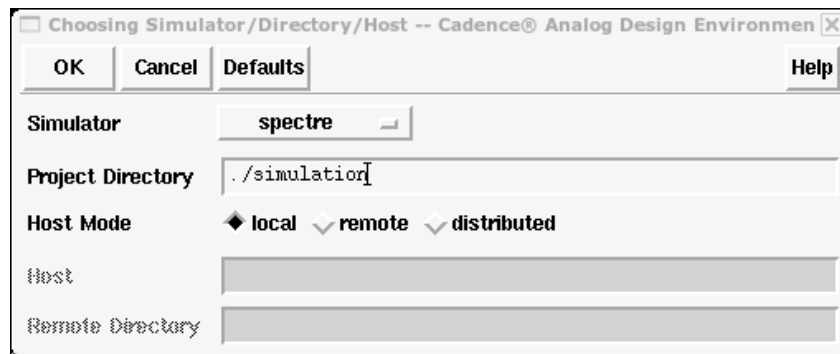 Choosing Simulator/Directory/Host -- Cadence® Analog Design Environmen
OK Cancel Defaults Help
Simulator spectre
Project Directory ./simulation
Host Mode local remote distributed
Host
Remote Directory